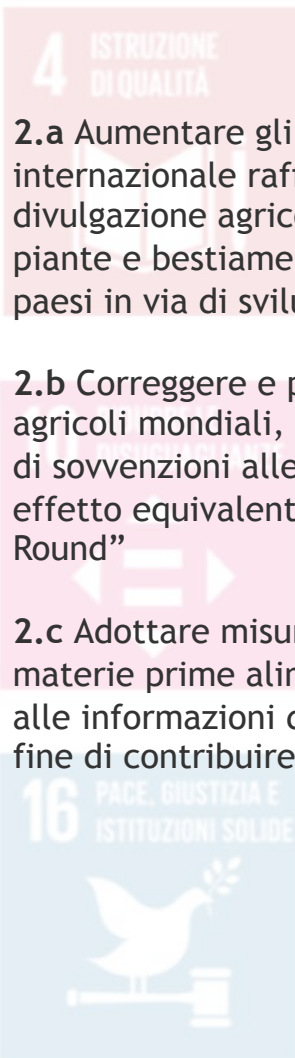 4 ISTRUZIONE
DI QUALITÀ
2.a Aumentare gli
internazionale raf
divulgazione agrico
piante e bestiame
paesi in via di svilu
2.b Correggere e p
agricoli mondiali,
di sovvenzioni alle
effetto equivalent
Round”
2.c Adottare misur
materie prime alim
alle informazioni
fine di contribuire
16 PACE, GIUSTIZIA E
ISTITUZIONI SOLIDE